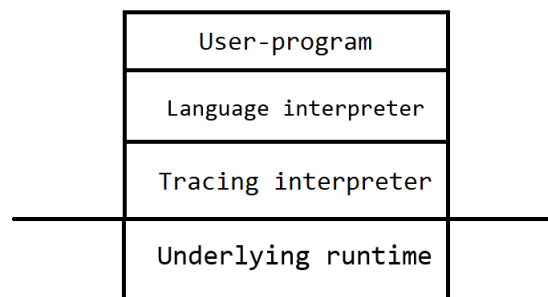 User-program
Language interpreter
Tracing interpreter
Underlying runtime